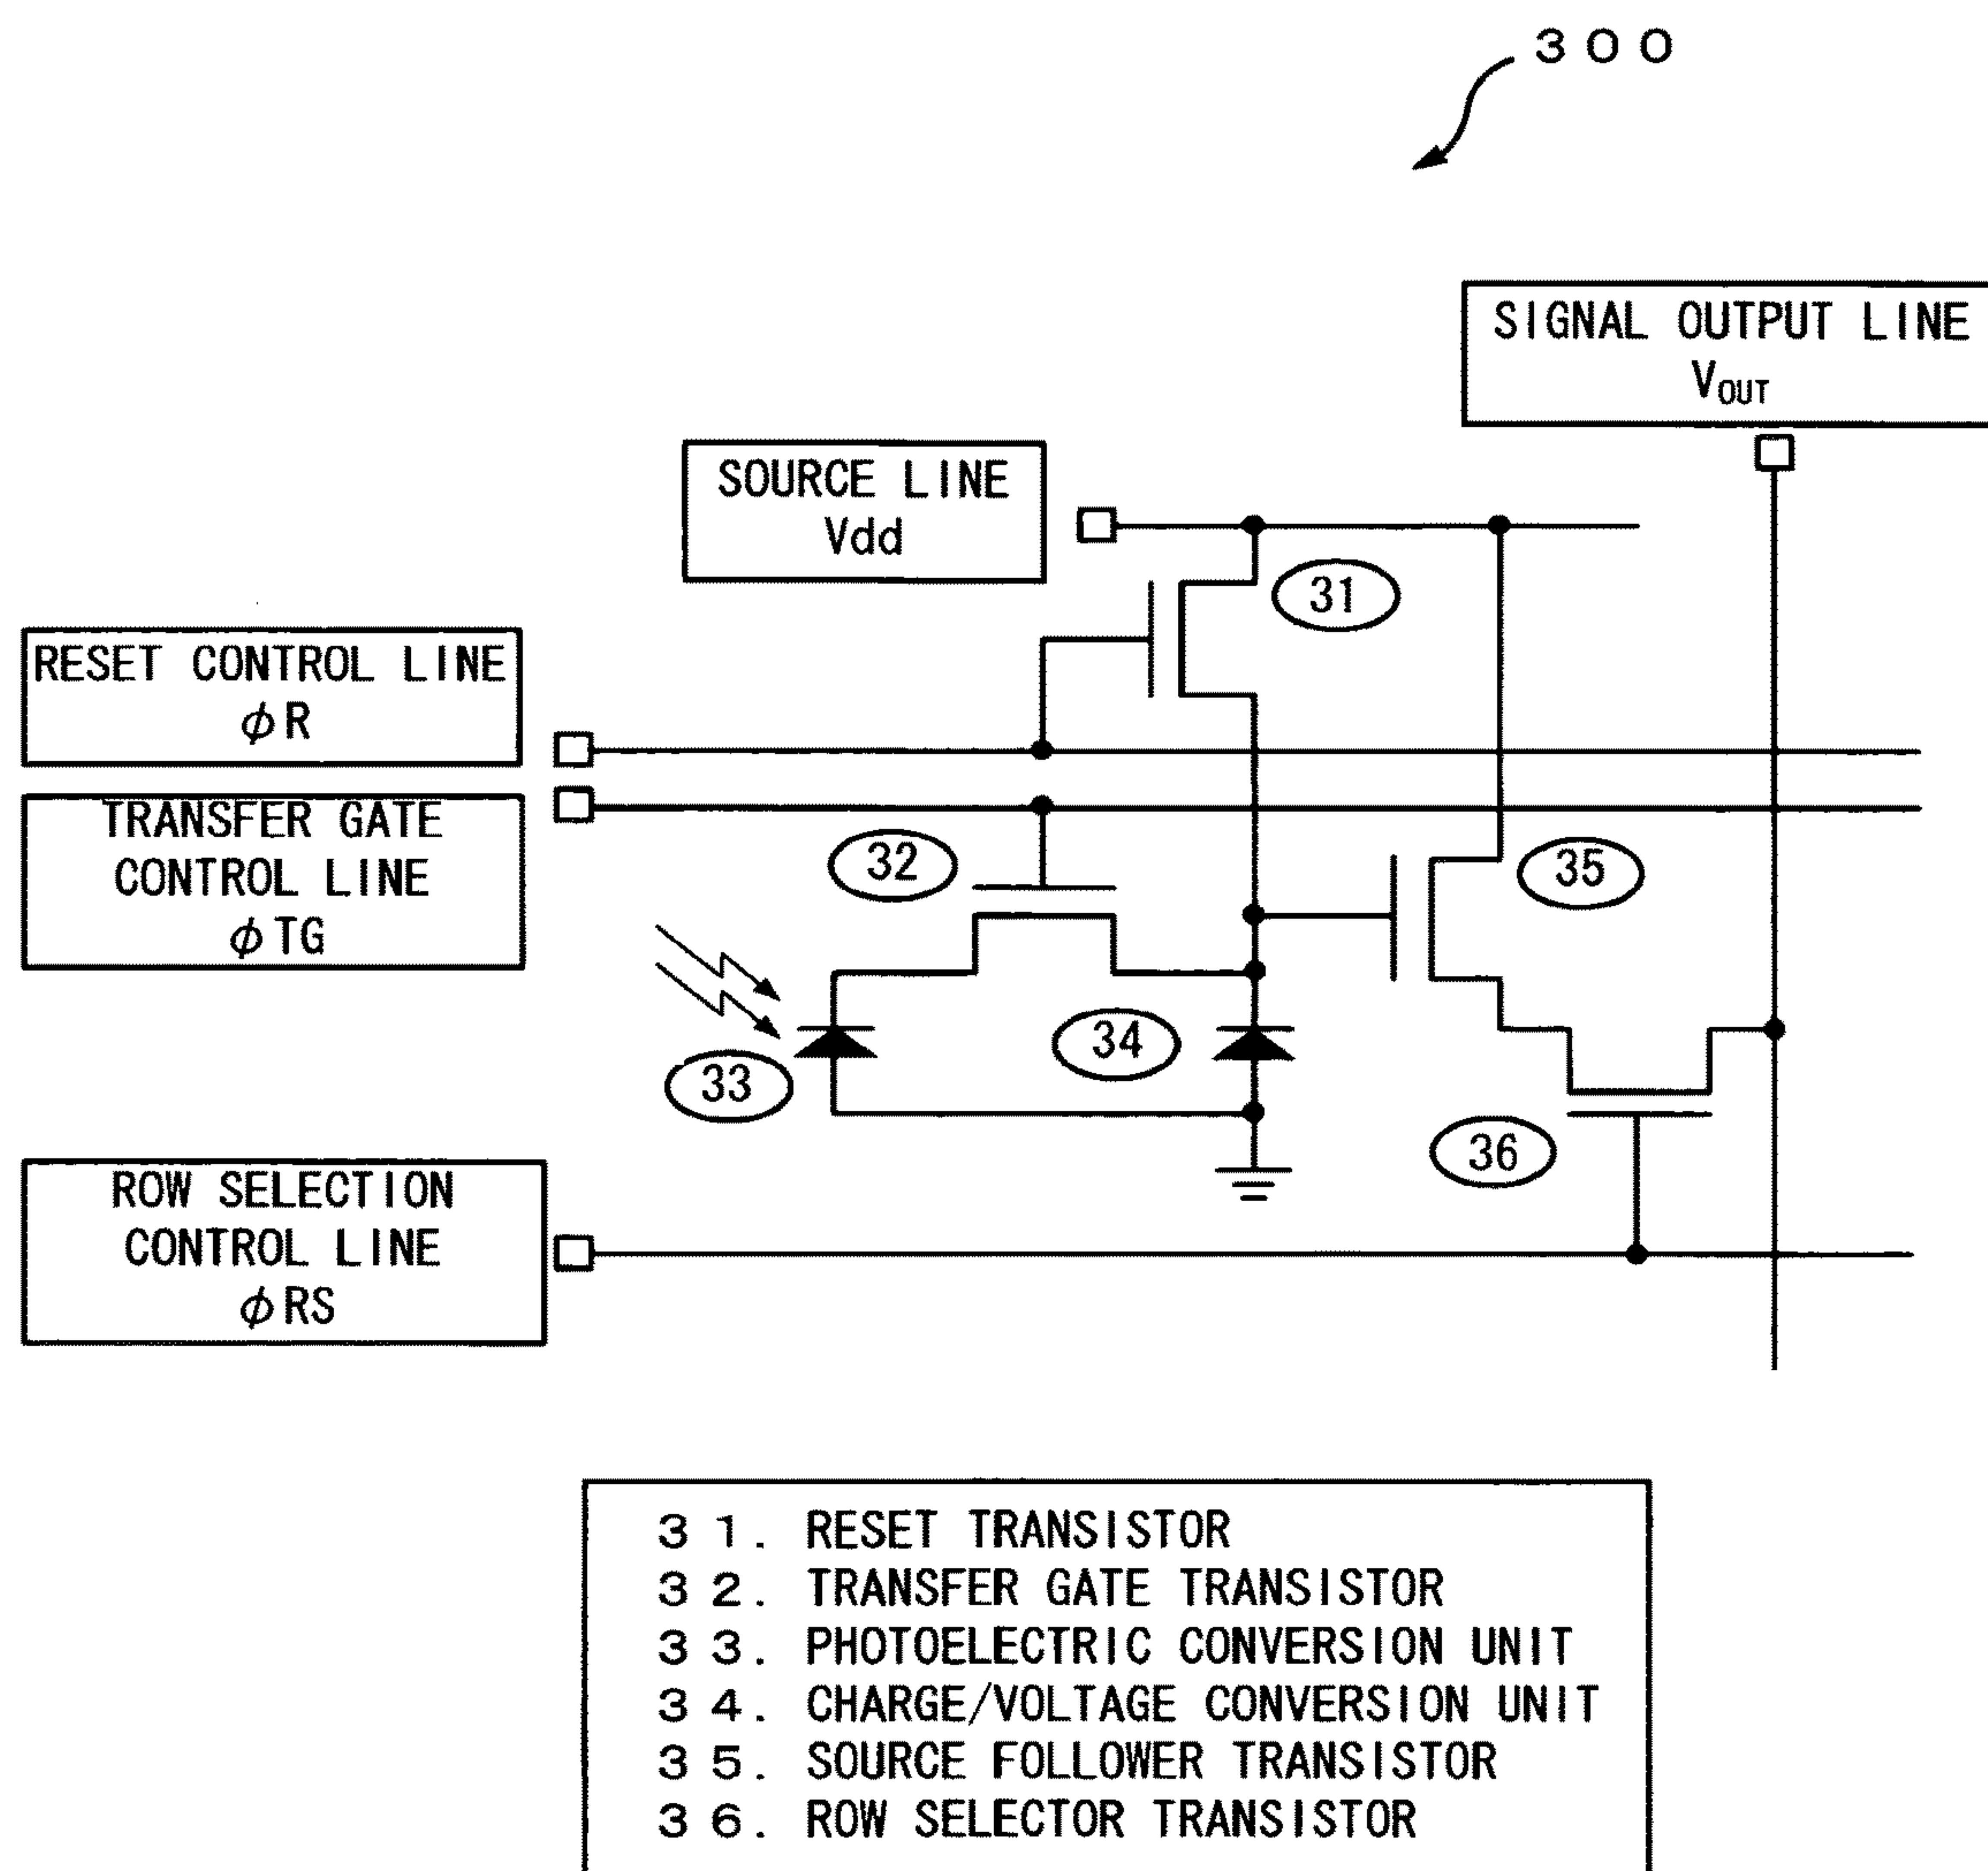 300
SIGNAL OUTPUT LINE
VOUT
SOURCE LINE
Vdd
31
RESET CONTROL LINE
φR
TRANSFER GATE
CONTROL LINE
φTG
32
35
34
33
36
ROW SELECTION
CONTROL LINE
φRS
31. RESET TRANSISTOR
32. TRANSFER GATE TRANSISTOR
33. PHOTOELECTRIC CONVERSION UNIT
34. CHARGE/VOLTAGE CONVERSION UNIT
35. SOURCE FOLLOWER TRANSISTOR
36. ROW SELECTOR TRANSISTOR